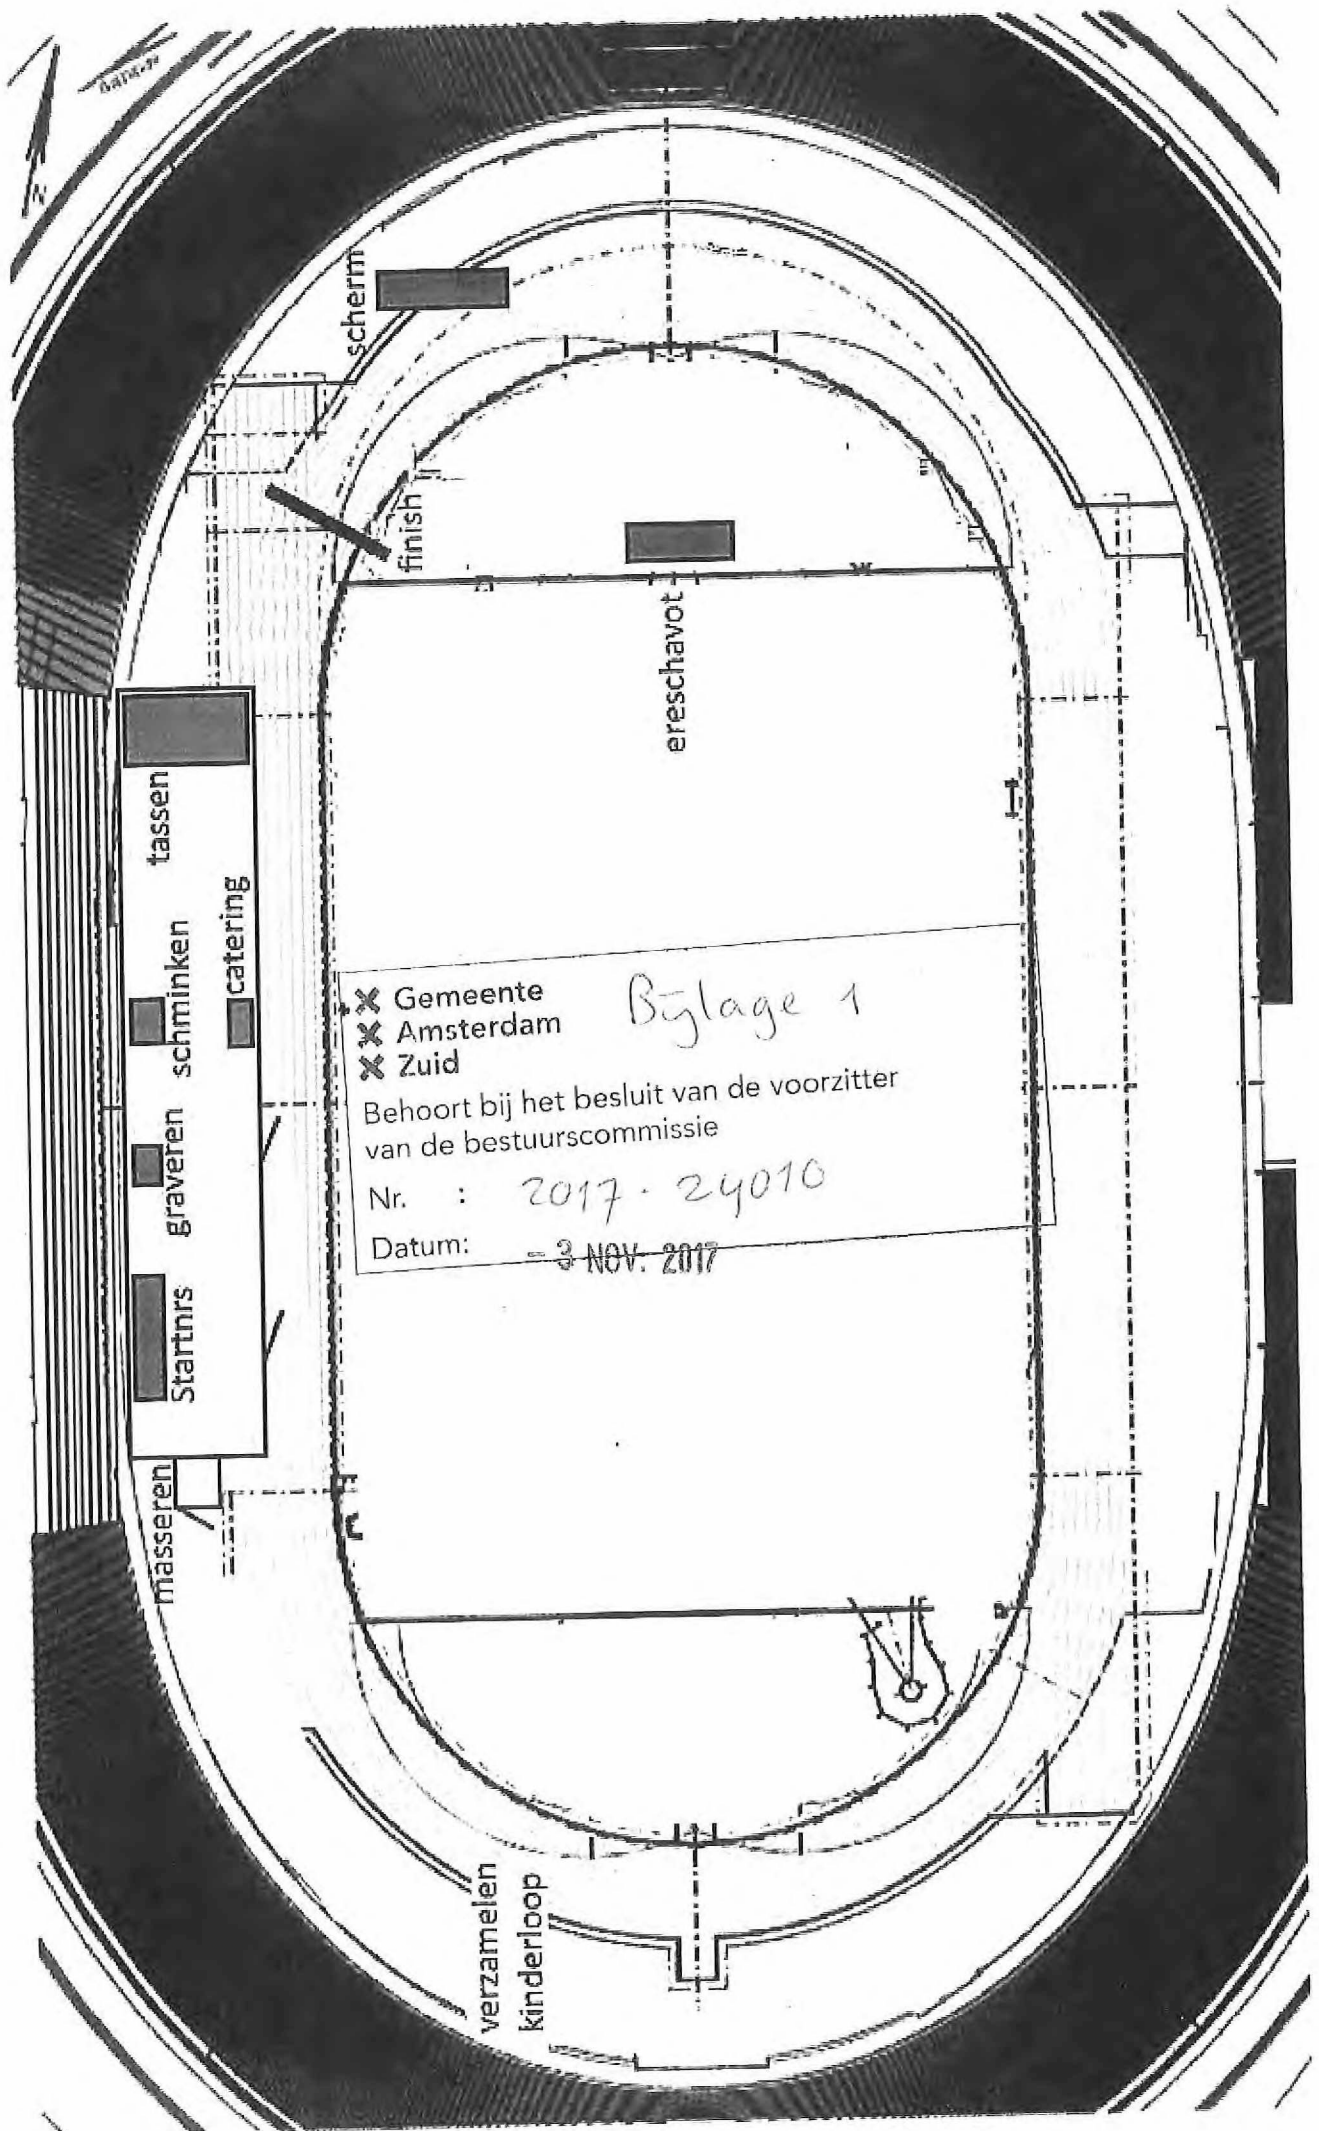 N
scherm
finish
ereschavot
tassen
schminken
catering
graveren
Startnrs
masseren
Gemeente
Amsterdam
Zuid
Bijlage 1
Behoort bij het besluit van de voorzitter
van de bestuurscommissie
Nr. : 2017 - 24010
Datum: - 3 NOV. 2017
verzamelen
kinderloop